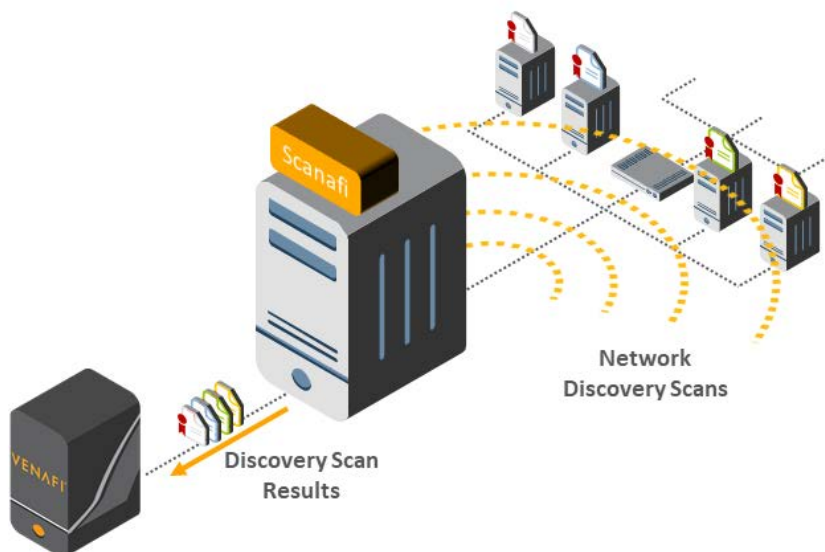 Scanafi
Network
Discovery Scans
Discovery Scan
Results
VENAFI